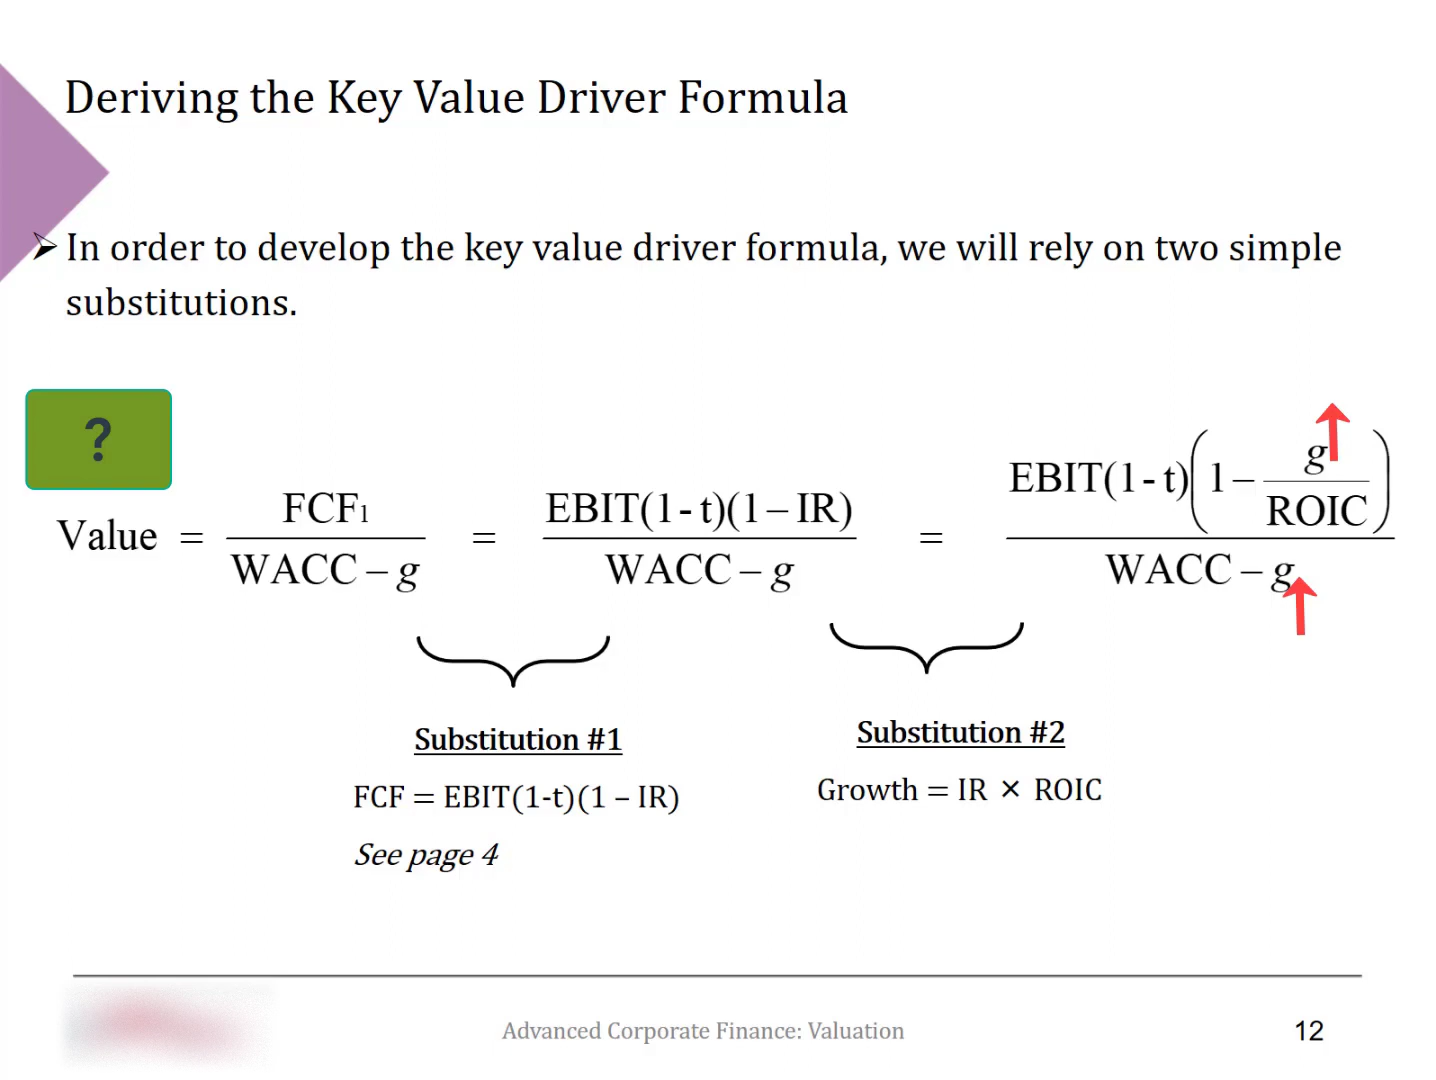 Deriving the Key Value Driver Formula
➢ In order to develop the key value driver formula, we will rely on two simple
substitutions.
?
Value = FCF₁ / (WACC – g) = EBIT(1 - t)(1 – IR) / (WACC – g) = EBIT(1 - t)(1 – g / ROIC) / (WACC – g)
Substitution #1
FCF = EBIT(1-t)(1 – IR)
See page 4
Substitution #2
Growth = IR × ROIC
Advanced Corporate Finance: Valuation
12